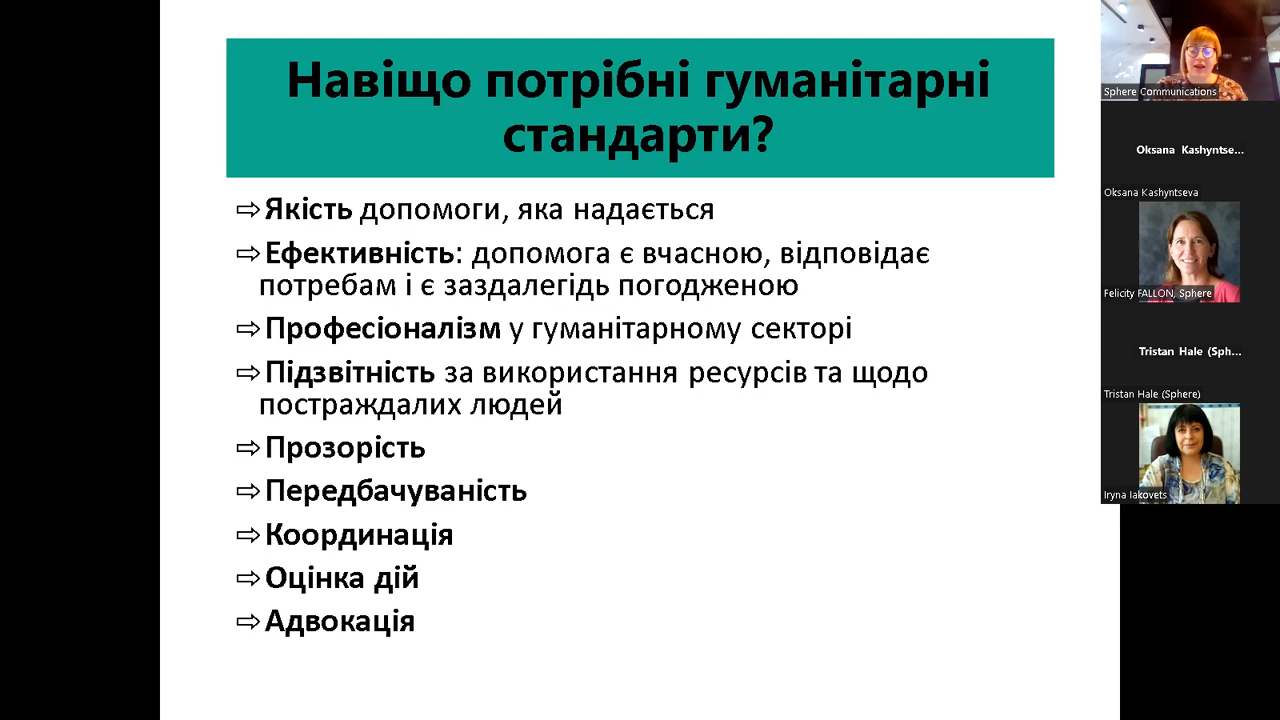 Навіщо потрібні гуманітарні
стандарти?
⇨Якість допомоги, яка надається
⇨Ефективність: допомога є вчасною, відповідає
потребам і є заздалегідь погодженою
⇨Професіоналізм у гуманітарному секторі
⇨Підзвітність за використання ресурсів та щодо
постраждалих людей
⇨Прозорість
⇨Передбачуваність
⇨Координація
⇨Оцінка дій
⇨Адвокація
Sphere Communications
Oksana Kashyntse...
Oksana Kashyntseva
Felicity FALLON, Sphere
Tristan Hale (Sph...
Tristan Hale (Sphere)
Iryna Iakovets